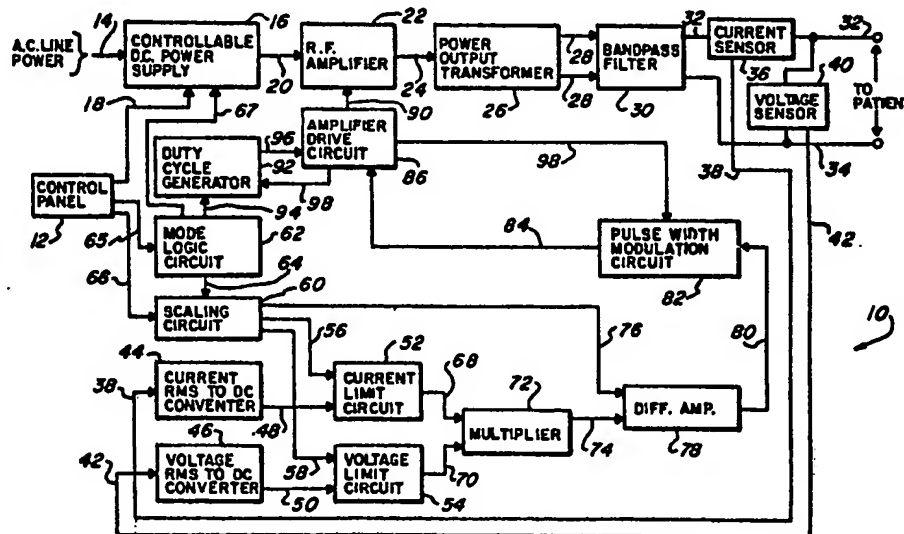 A.C. LINE POWER
14
16
CONTROLLABLE D.C. POWER SUPPLY
18
67
20
22
R.F. AMPLIFIER
24
POWER OUTPUT TRANSFORMER
26
28
28
BANDPASS FILTER
30
32
CURRENT SENSOR
36
32
40
VOLTAGE SENSOR
TO PATIENT
34
38
42
90
AMPLIFIER DRIVE CIRCUIT
86
96
92
DUTY CYCLE GENERATOR
98
98
94
CONTROL PANEL
12
65
66
MODE LOGIC CIRCUIT
62
64
60
SCALING CIRCUIT
84
PULSE WIDTH MODULATION CIRCUIT
82
80
76
10
56
52
44
38
CURRENT RMS TO DC CONVERTER
48
CURRENT LIMIT CIRCUIT
68
72
MULTIPLIER
74
DIFF. AMP.
78
46
42
VOLTAGE RMS TO DC CONVERTER
50
58
VOLTAGE LIMIT CIRCUIT
54
70